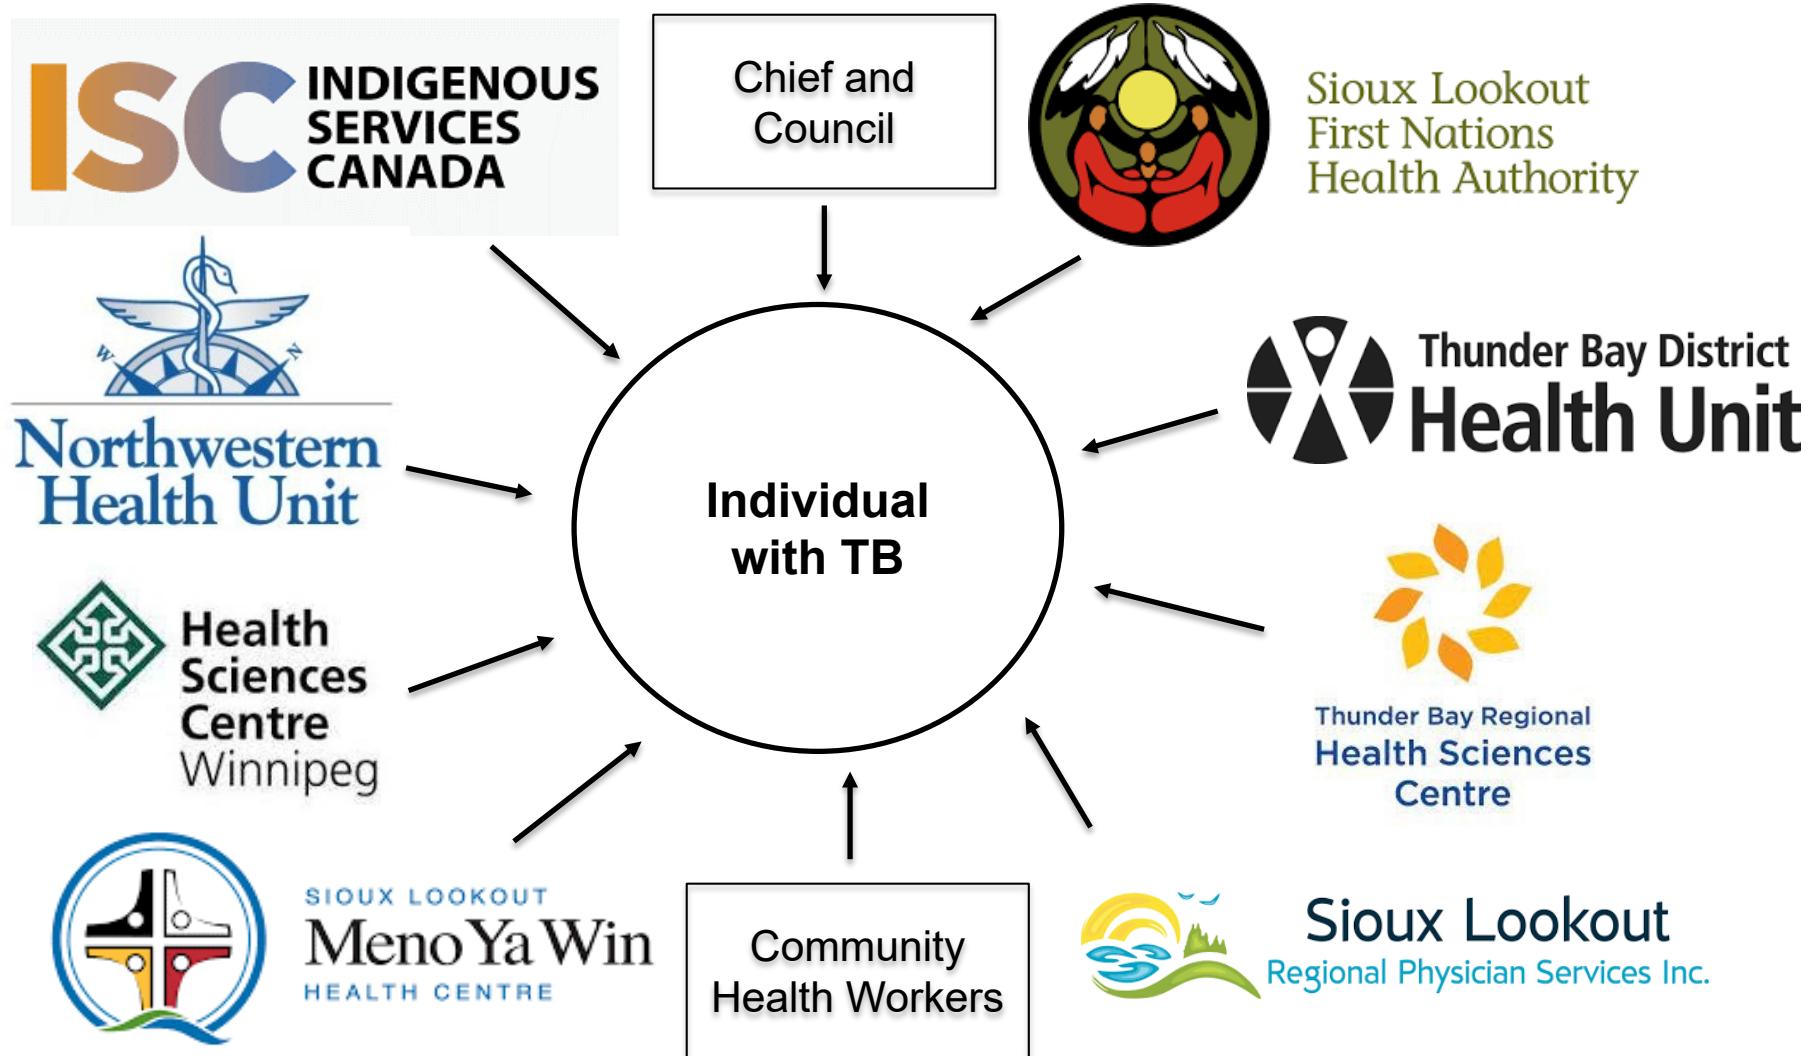 ISC
INDIGENOUS
SERVICES
CANADA
Chief and
Council
Sioux Lookout
First Nations
Health Authority
W
N
Northwestern
Health Unit
Thunder Bay District
Health Unit
Individual
with TB
Health
Sciences
Centre
Winnipeg
Thunder Bay Regional
Health Sciences
Centre
SIOUX LOOKOUT
Meno Ya Win
HEALTH CENTRE
Community
Health Workers
Sioux Lookout
Regional Physician Services Inc.